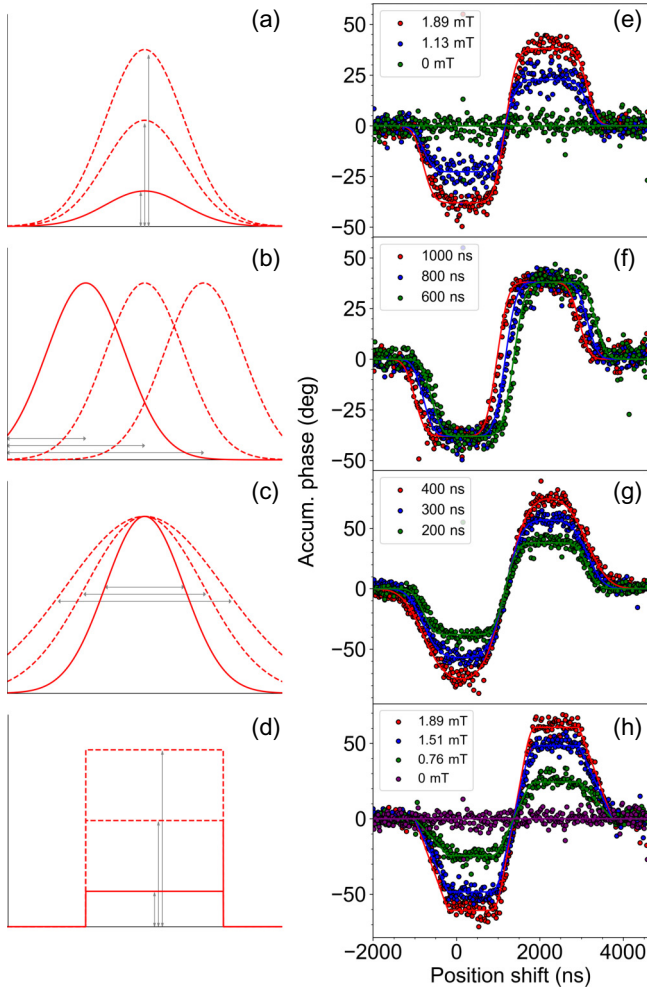 (a)
(b)
(c)
(d)
Accum. phase (deg)
(e)
1.89 mT
1.13 mT
0 mT
50
25
0
−25
−50
(f)
1000 ns
800 ns
600 ns
50
25
0
−25
−50
(g)
400 ns
300 ns
200 ns
50
0
−50
(h)
1.89 mT
1.51 mT
0.76 mT
0 mT
50
0
−50
−2000
0
2000
4000
Position shift (ns)